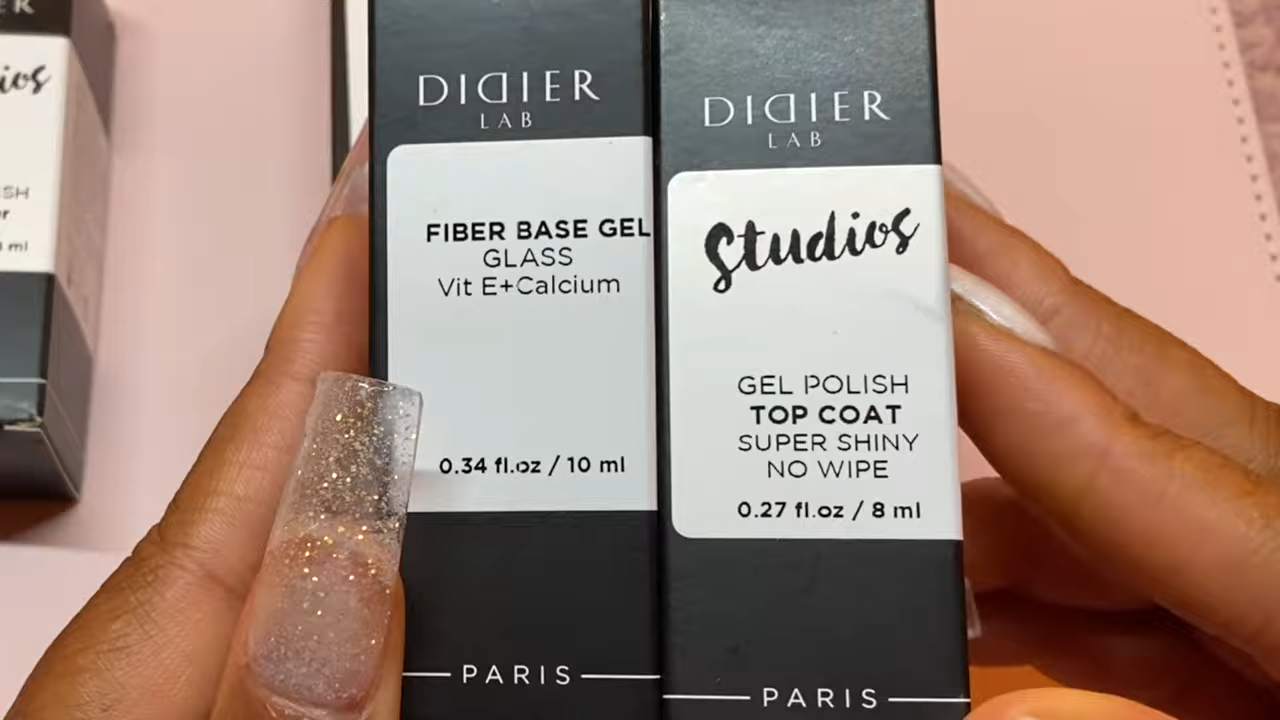 DIDIER
LAB
FIBER BASE GEL
GLASS
Vit E+Calcium
0.34 fl.oz / 10 ml
PARIS
DIDIER
LAB
Studios
GEL POLISH
TOP COAT
SUPER SHINY
NO WIPE
0.27 fl.oz / 8 ml
PARIS